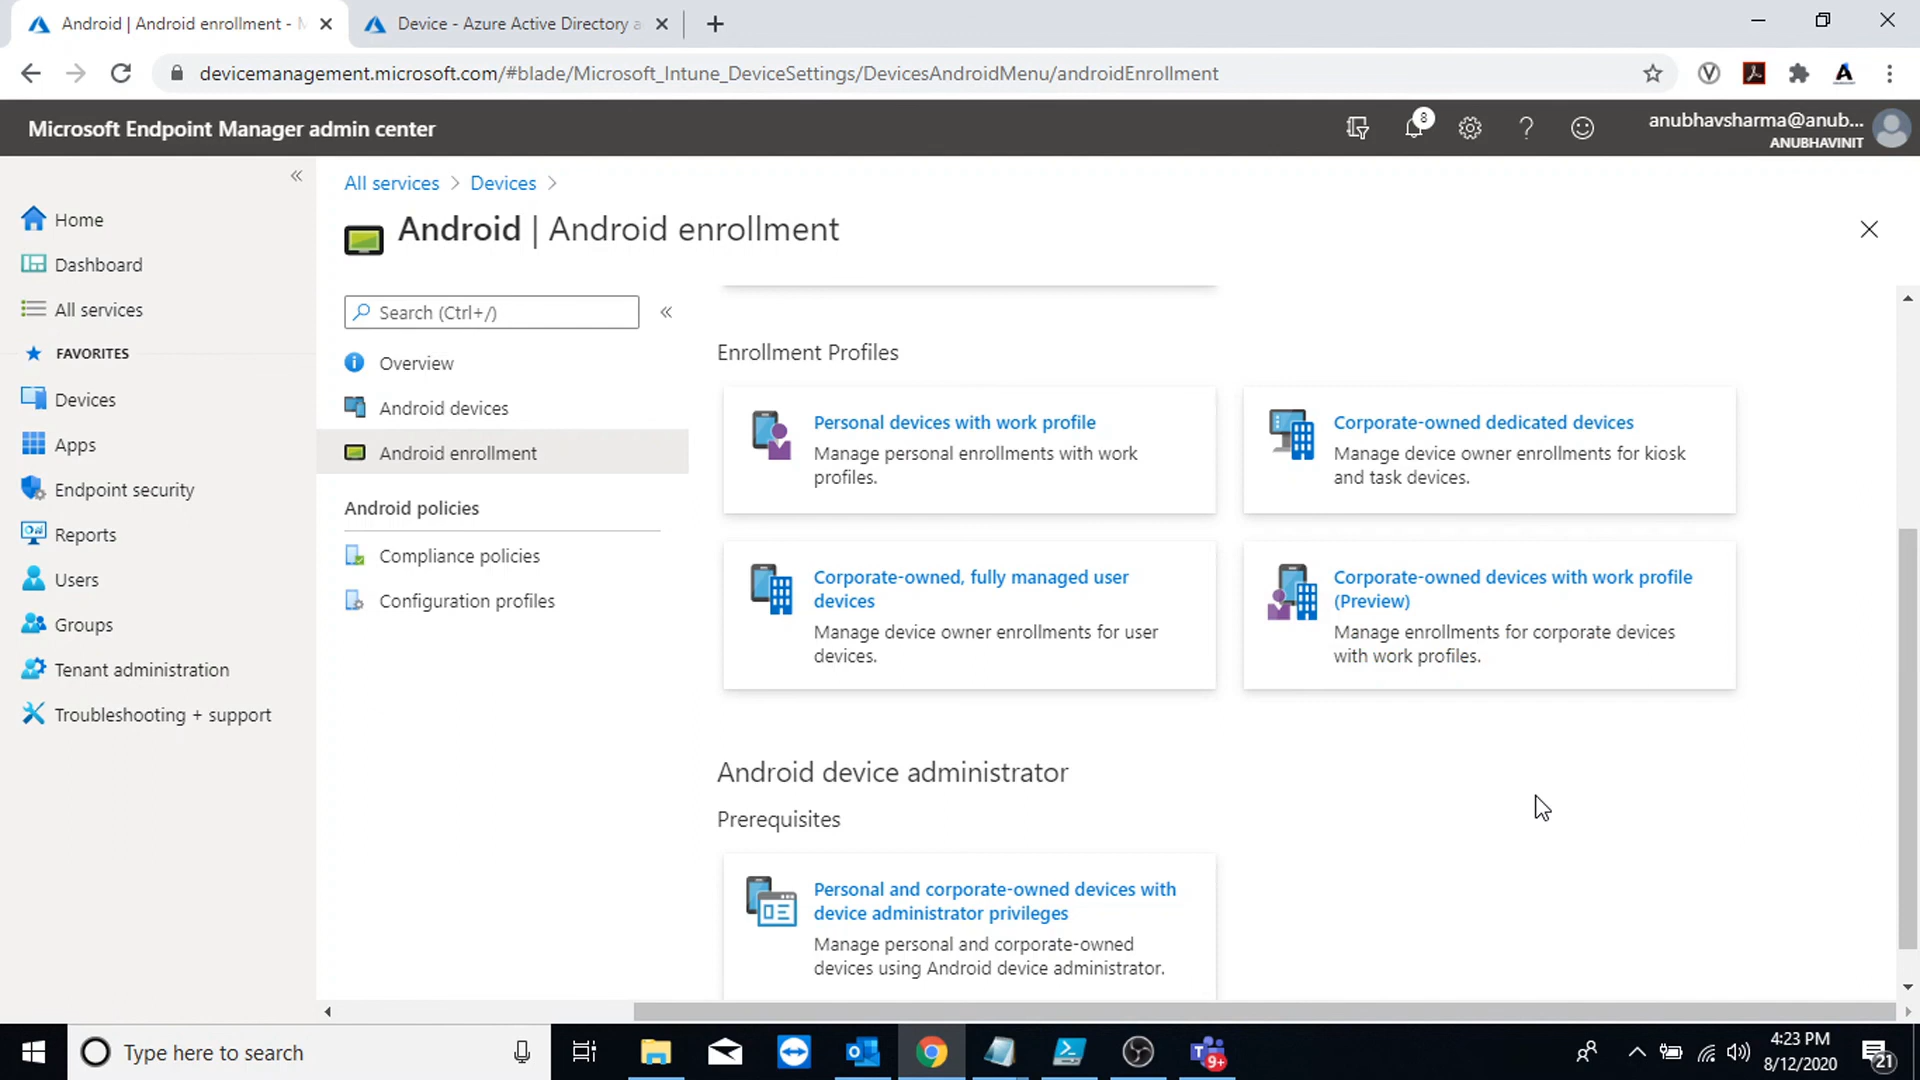 Android | Android enrollment - M
Device - Azure Active Directory a
devicemanagement.microsoft.com/#blade/Microsoft_Intune_DeviceSettings/DevicesAndroidMenu/androidEnrollment
Microsoft Endpoint Manager admin center
8
anubhavsharma@anub...
ANUBHAVINIT
All services > Devices >
Android | Android enrollment
Home
Dashboard
All services
FAVORITES
Devices
Apps
Endpoint security
Reports
Users
Groups
Tenant administration
Troubleshooting + support
Search (Ctrl+/)
Overview
Android devices
Android enrollment
Android policies
Compliance policies
Configuration profiles
Enrollment Profiles
Personal devices with work profile
Manage personal enrollments with work
profiles.
Corporate-owned dedicated devices
Manage device owner enrollments for kiosk
and task devices.
Corporate-owned, fully managed user
devices
Manage device owner enrollments for user
devices.
Corporate-owned devices with work profile
(Preview)
Manage enrollments for corporate devices
with work profiles.
Android device administrator
Prerequisites
Personal and corporate-owned devices with
device administrator privileges
Manage personal and corporate-owned
devices using Android device administrator.
Type here to search
9+
4:23 PM
8/12/2020
21